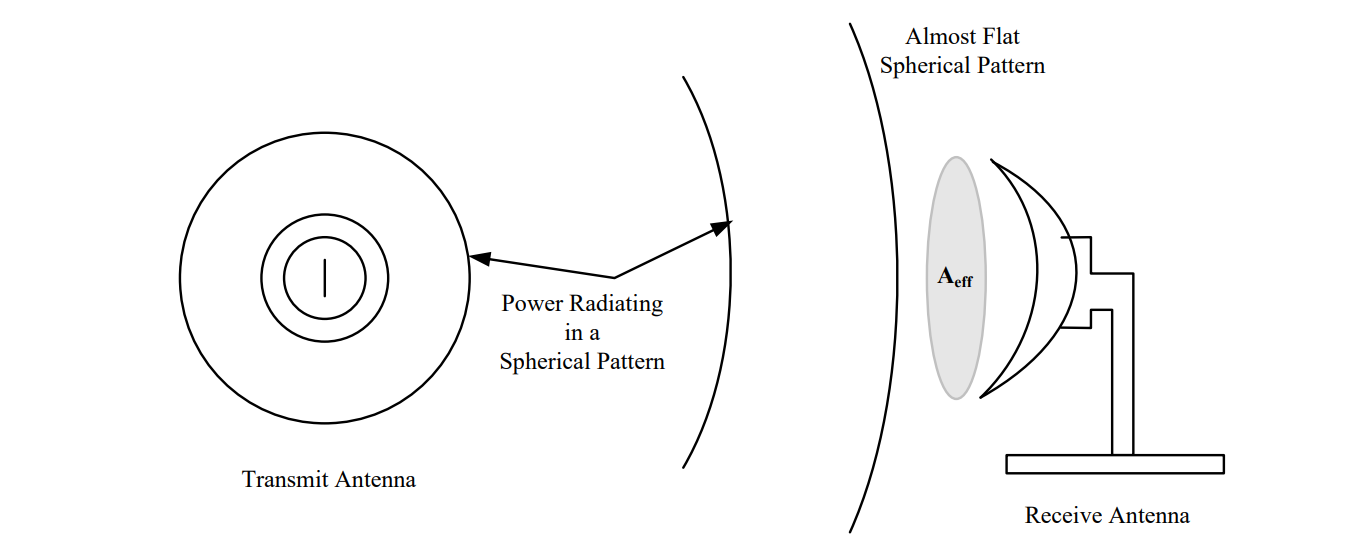 Almost Flat
Spherical Pattern
A_eff
Power Radiating
in a
Spherical Pattern
Transmit Antenna
Receive Antenna